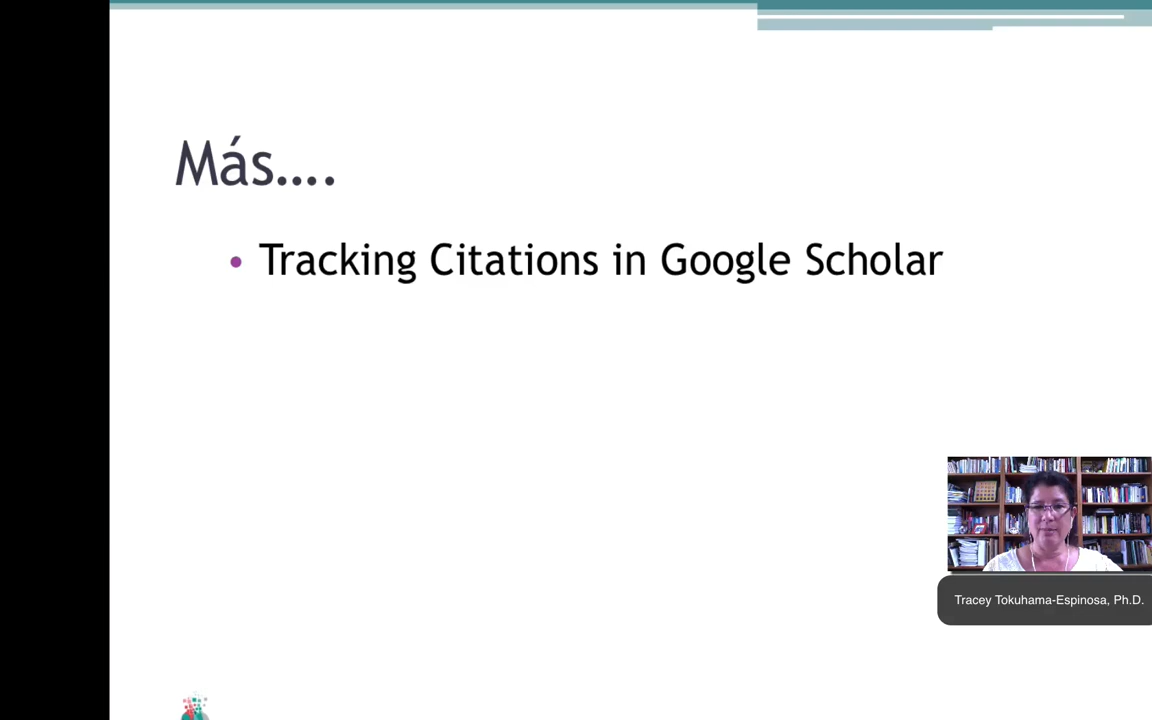 Más....
• Tracking Citations in Google Scholar
Tracey Tokuhama-Espinosa, Ph.D.